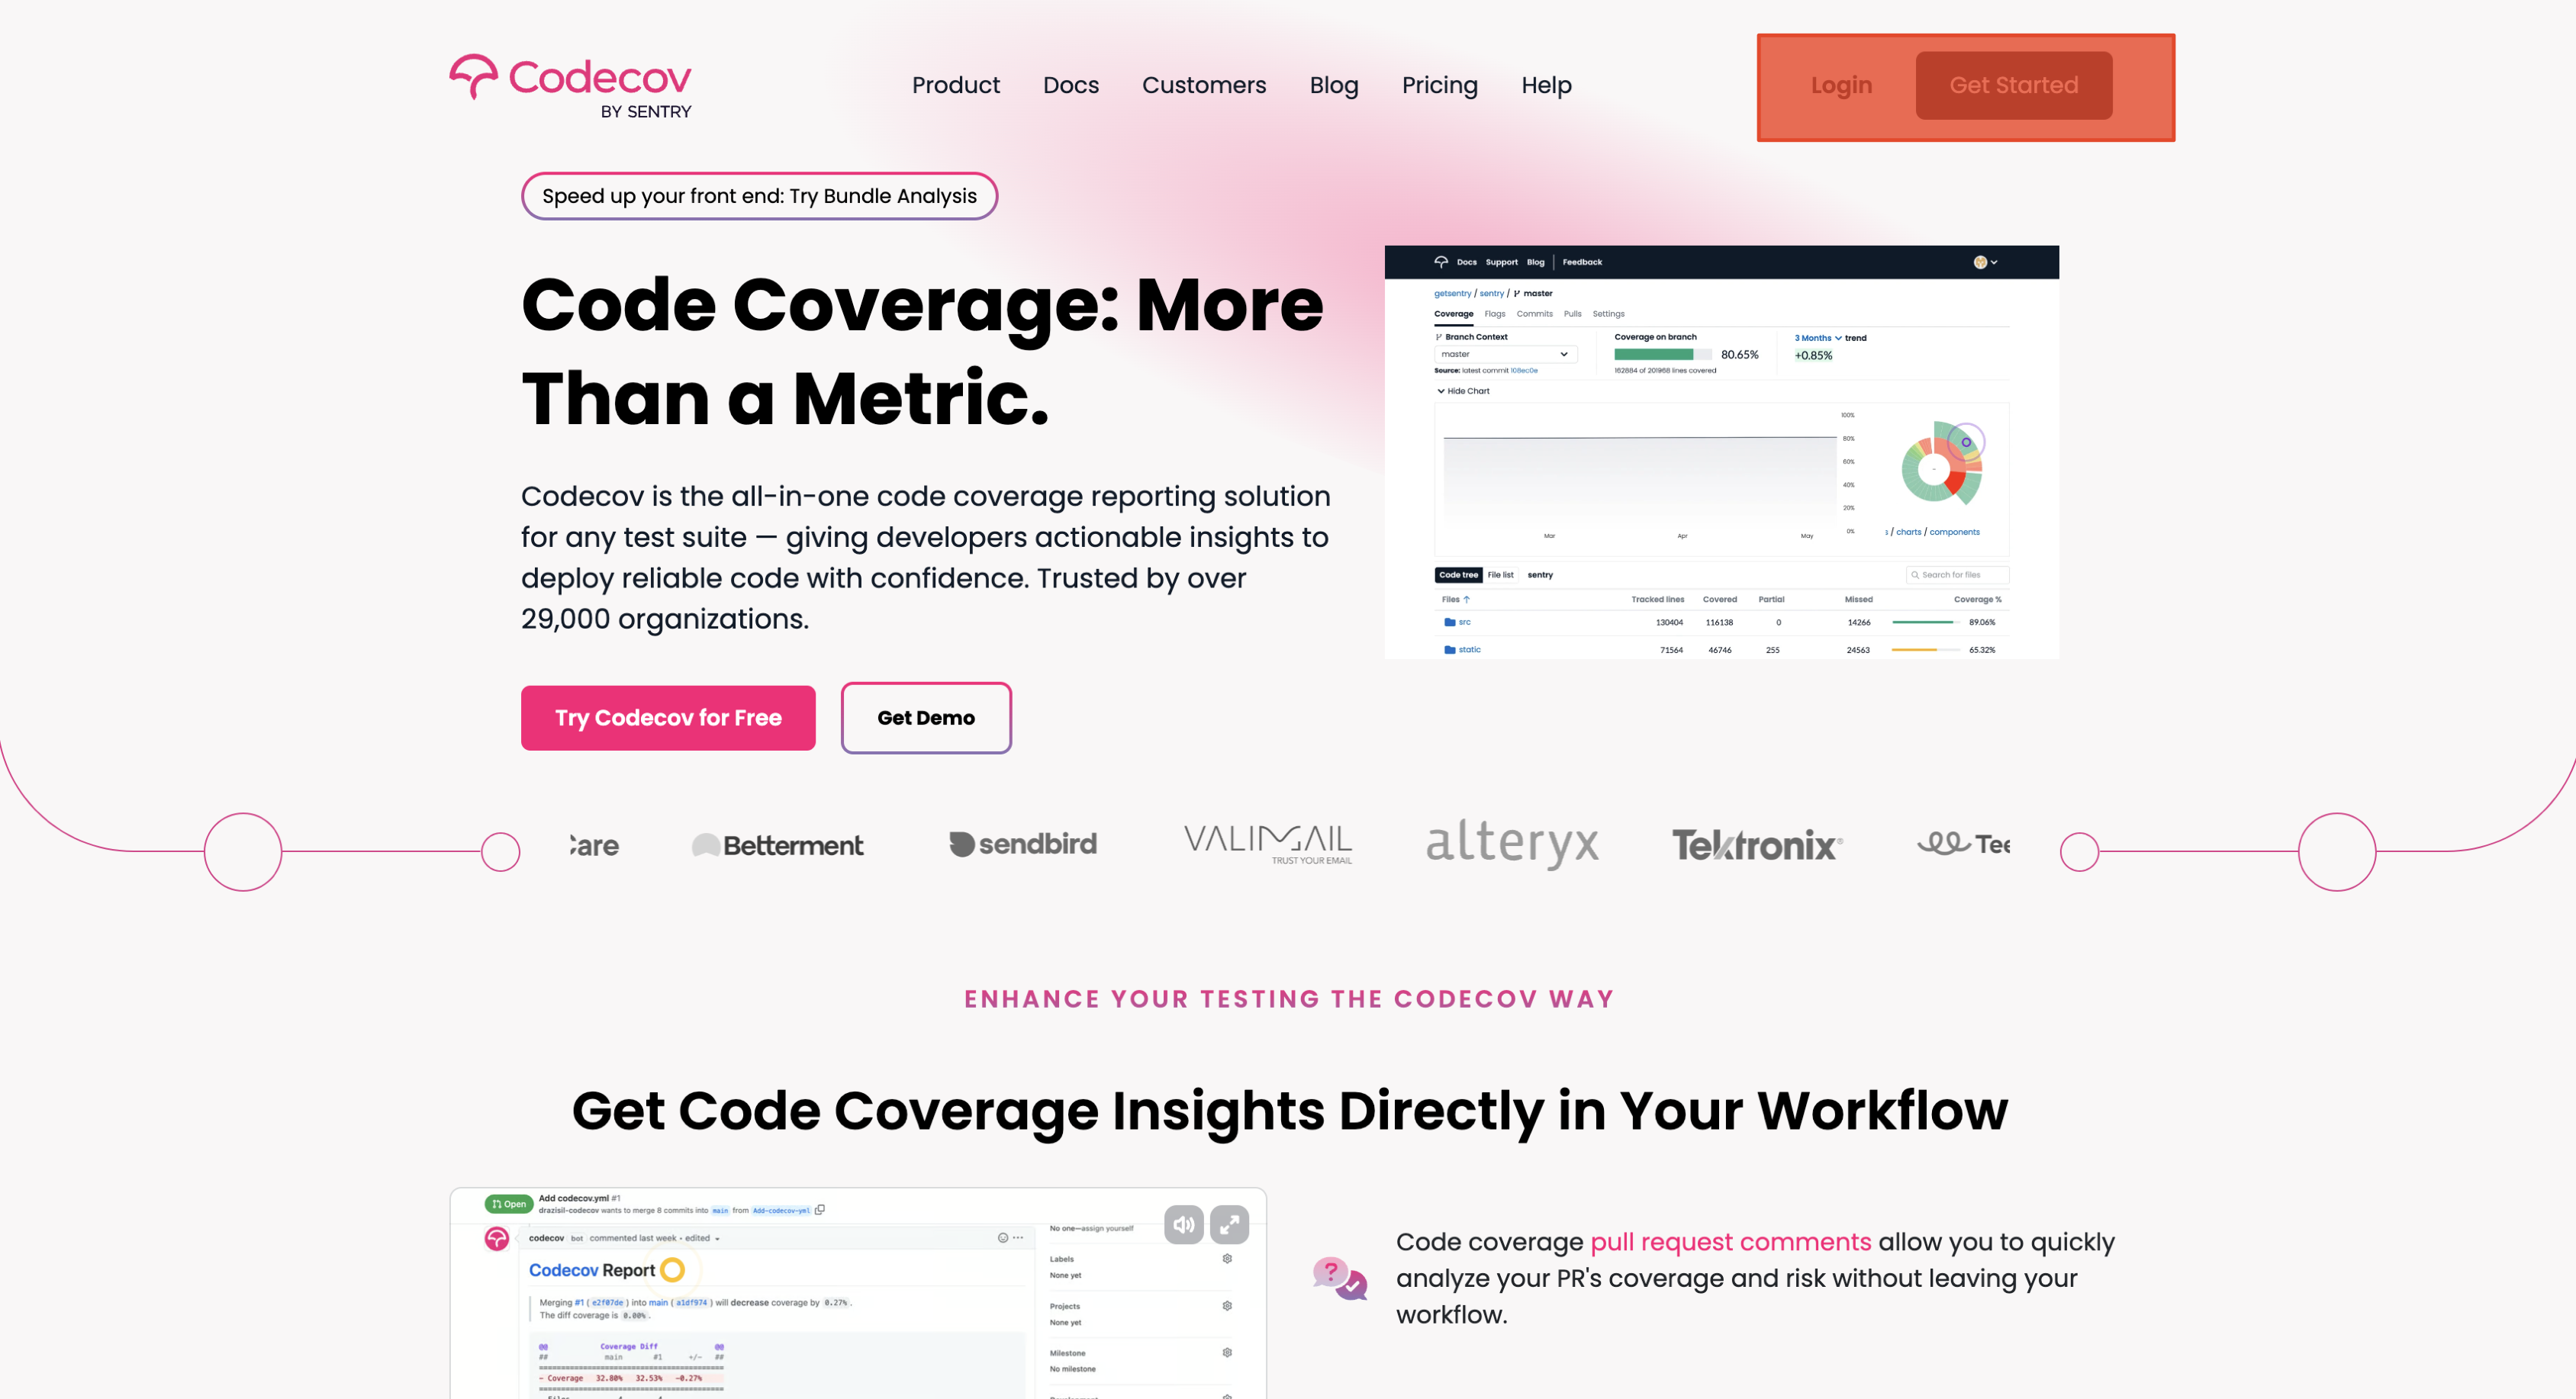 Codecov
BY SENTRY
Product Docs Customers Blog Pricing Help
Login Get Started
Speed up your front end: Try Bundle Analysis
Code Coverage: More
Than a Metric.
Codecov is the all-in-one code coverage reporting solution
for any test suite — giving developers actionable insights to
deploy reliable code with confidence. Trusted by over
29,000 organizations.
Try Codecov for Free Get Demo
Docs Support Blog Feedback
getsentry / sentry / master
Coverage Flags Commits Pulls Settings
Branch Context Coverage on branch 3 Months trend
master 80.65% +0.85%
Source: latest commit 108ec0e 162884 of 201968 lines covered
Hide Chart
100%
80%
60%
40%
20%
0%
Mar Apr May
/ charts / components
Code tree File list sentry Search for files
Files Tracked lines Covered Partial Missed Coverage %
src 130404 116138 0 14266 89.06%
static 71564 46746 255 24563 65.32%
Betterment sendbird VALIMAIL alteryx Tektronix Tee
TRUST YOUR EMAIL
ENHANCE YOUR TESTING THE CODECOV WAY
Get Code Coverage Insights Directly in Your Workflow
Open Add codecov.yml #1
drazisil-codecov wants to merge 8 commits into main from Add-codecov-yml
codecov bot commented last week • edited
Codecov Report
Merging #1 ( e2f07de ) into main ( a1df974 ) will decrease coverage by 0.27% .
The diff coverage is 0.00% .
@@ Coverage Diff @@
## main #1 +/- ##
==========================================
- Coverage 32.80% 32.53% -0.27%
==========================================
No one—assign yourself
Labels
None yet
Projects
None yet
Milestone
No milestone
Code coverage pull request comments allow you to quickly
analyze your PR's coverage and risk without leaving your
workflow.